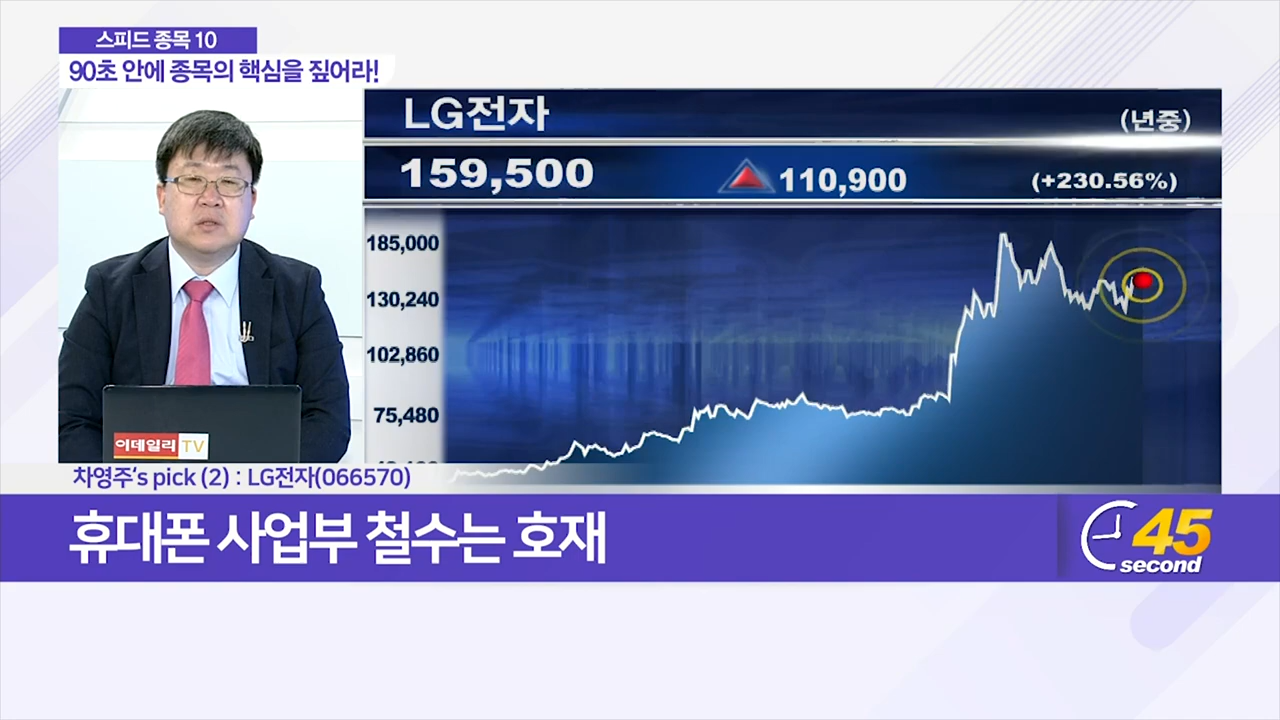 스피드 종목 10
90초 안에 종목의 핵심을 짚어라!
LG전자
(년중)
159,500
110,900
(+230.56%)
185,000
130,240
102,860
75,480
이데일리 TV
차영주's pick (2) : LG전자(066570)
휴대폰 사업부 철수는 호재
45
second